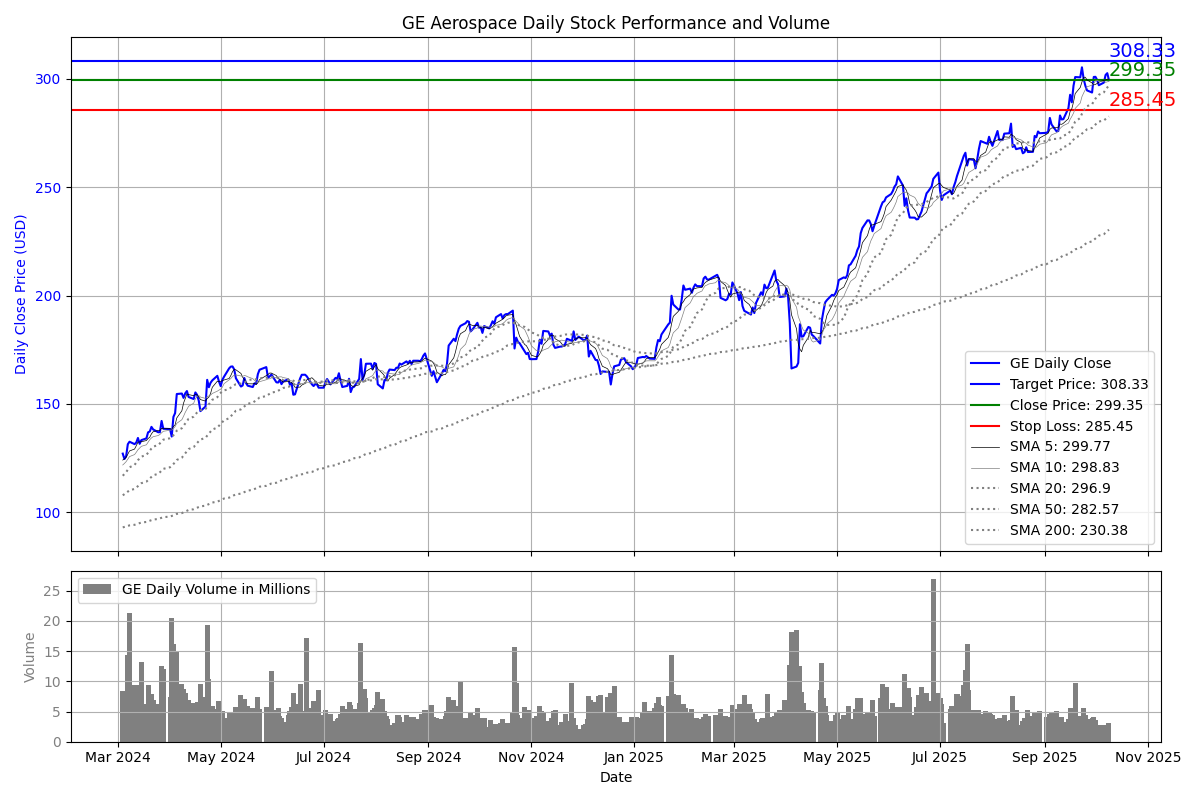 GE Aerospace Daily Stock Performance and Volume
308.33
299.35
285.45
300
250
200
150
100
Daily Close Price (USD)
GE Daily Close
Target Price: 308.33
Close Price: 299.35
Stop Loss: 285.45
SMA 5: 299.77
SMA 10: 298.83
SMA 20: 296.9
SMA 50: 282.57
SMA 200: 230.38
GE Daily Volume in Millions
25
20
15
10
5
0
Volume
Mar 2024 May 2024 Jul 2024 Sep 2024 Nov 2024 Jan 2025 Mar 2025 May 2025 Jul 2025 Sep 2025 Nov 2025
Date